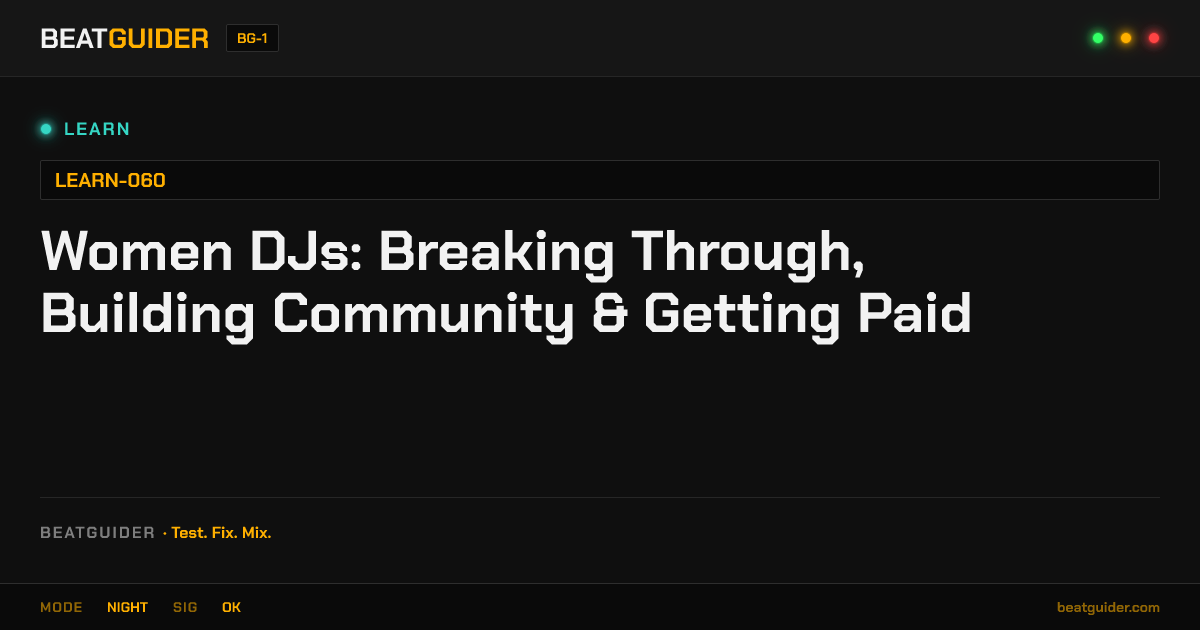 BEATGUIDER BG-1
LEARN
LEARN-060
Women DJs: Breaking Through,
Building Community & Getting Paid
BEATGUIDER · Test. Fix. Mix.
MODE NIGHT SIG OK beatguider.com